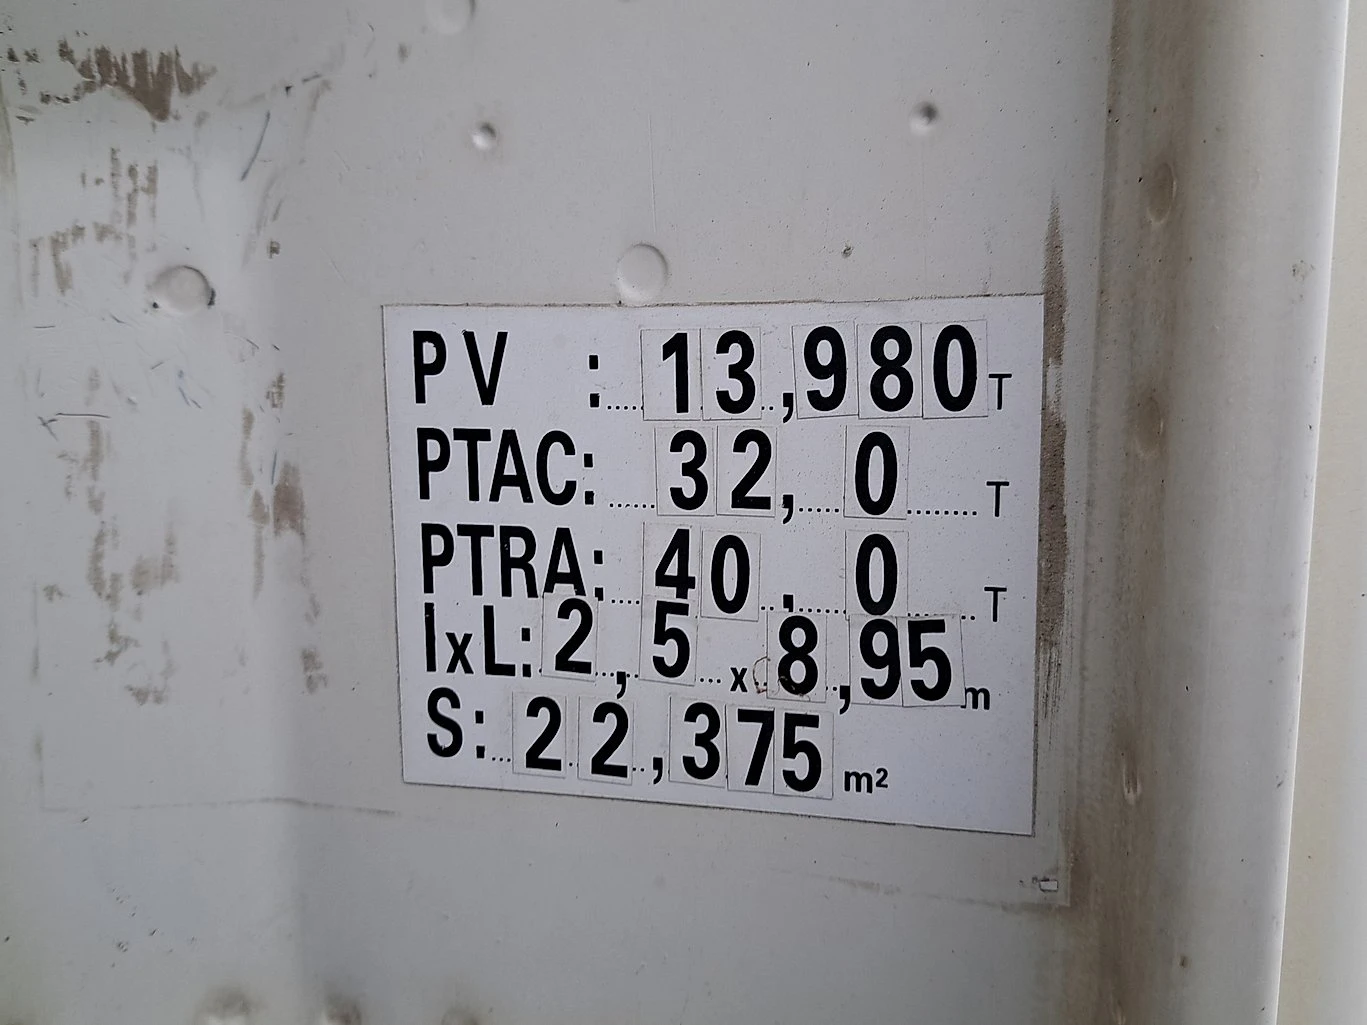 PV : 13,980 T
PTAC: 32, 0 T
PTRA: 40, 0 T
lxL: 2,5 x 8,95 m
S: 22,375 m²